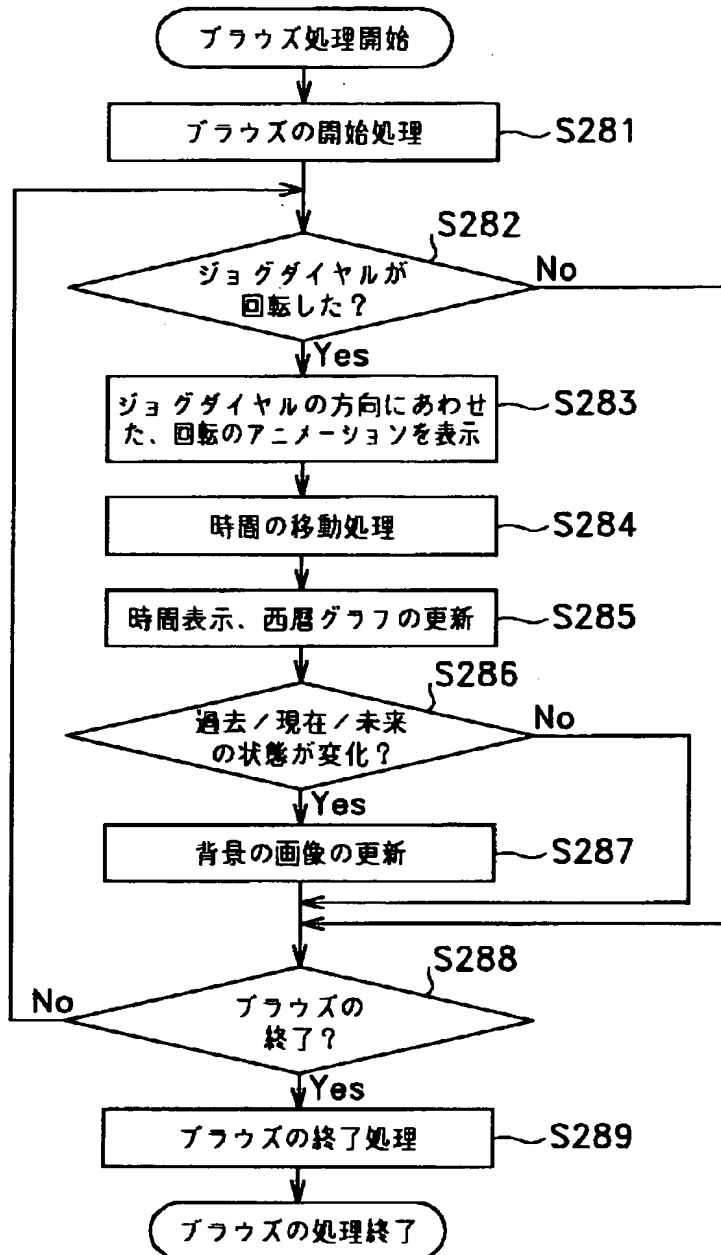 ブラウズ処理開始
ブラウズの開始処理
S281
S282
ジョグダイヤルが
回転した？
No
Yes
ジョグダイヤルの方向にあわせ
た、回転のアニメーションを表示
S283
時間の移動処理
S284
時間表示、西暦グラフの更新
S285
S286
過去／現在／未来
の状態が変化？
No
Yes
背景の画像の更新
S287
S288
ブラウズの
終了？
No
Yes
ブラウズの終了処理
S289
ブラウズの処理終了